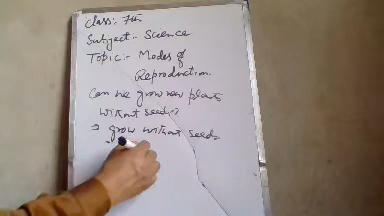 Class:- 7th
Subject:- Science
Topic:- Modes of
Reproduction.
Can we grow new plants
without seeds?
→ grow without seeds